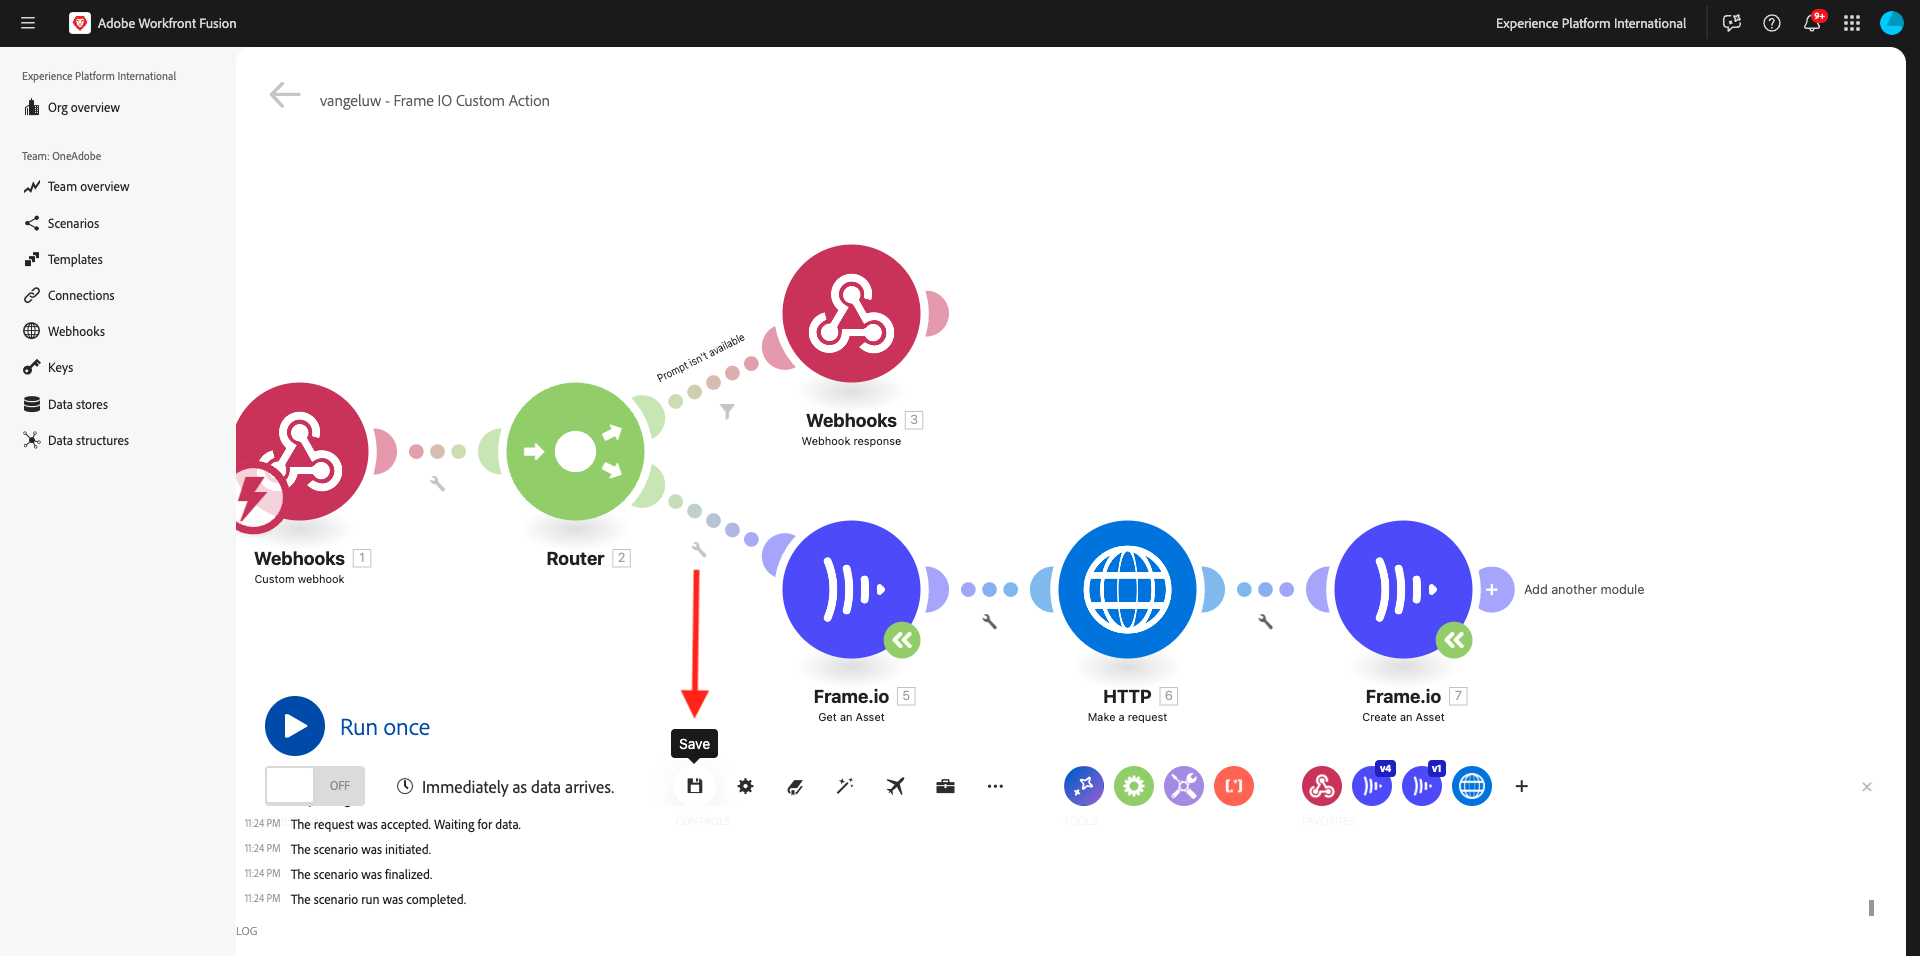 Adobe Workfront Fusion
Experience Platform International
9+
Experience Platform International
Org overview
Team: OneAdobe
Team overview
Scenarios
Templates
Connections
Webhooks
Keys
Data stores
Data structures
vangeluw - Frame IO Custom Action
Prompt isn't available
Webhooks 3
Webhook response
Webhooks 1
Custom webhook
Router 2
Add another module
Frame.io 5
Get an Asset
HTTP 6
Make a request
Frame.io 7
Create an Asset
Run once
Save
OFF
Immediately as data arrives.
v4
v1
CONTROLS
TOOLS
FAVORITES
11:24 PM The request was accepted. Waiting for data.
11:24 PM The scenario was initiated.
11:24 PM The scenario was finalized.
11:24 PM The scenario run was completed.
LOG